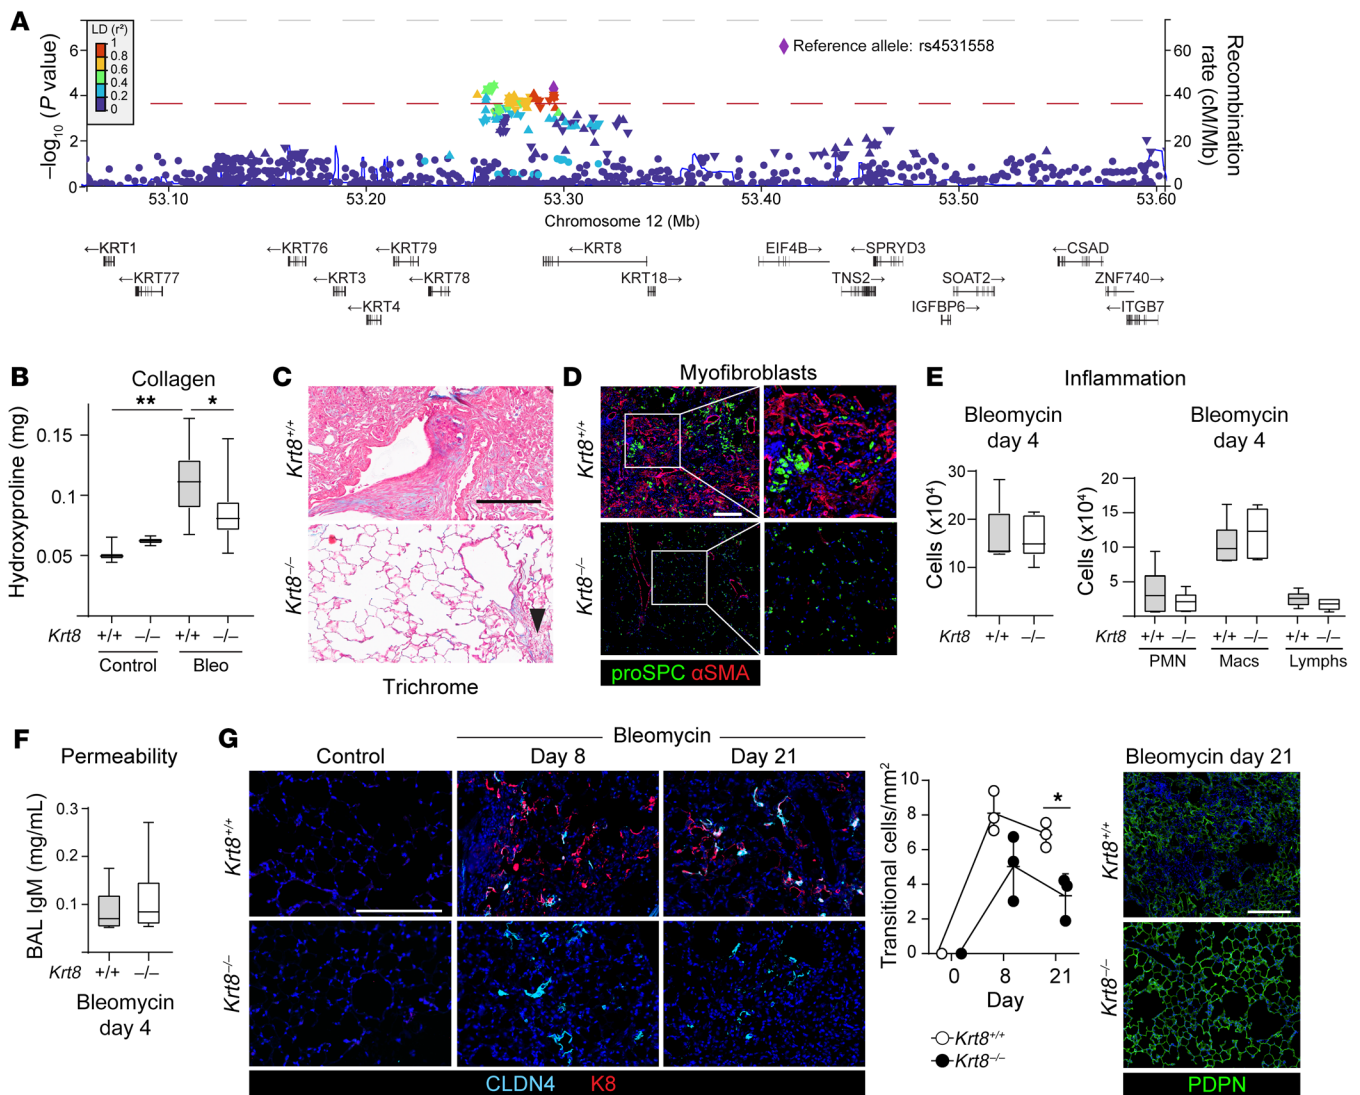 A
LD (r²)
1
0.8
0.6
0.4
0.2
0
Reference allele: rs4531558
–log₁₀ (P value)
6
4
2
0
60
40
20
0
Recombination
rate (cM/Mb)
53.10
53.20
53.30
53.40
53.50
53.60
Chromosome 12 (Mb)
←KRT1
←KRT76
←KRT79
←KRT8
EIF4B→
←SPRYD3
←CSAD
←KRT77
←KRT3
←KRT78
KRT18→
TNS2→
SOAT2→
ZNF740→
←KRT4
IGFBP6→
←ITGB7
B
Collagen
**
*
Hydroxyproline (mg)
0.15
0.1
0.05
Krt8
+/+
–/–
+/+
–/–
Control
Bleo
C
Krt8+/+
Krt8–/–
Trichrome
D
Myofibroblasts
Krt8+/+
Krt8–/–
proSPC αSMA
E
Inflammation
Bleomycin
day 4
Cells (x10⁴)
30
20
10
Krt8
+/+
–/–
Bleomycin
day 4
Cells (x10⁴)
20
15
10
5
Krt8
+/+
–/–
+/+
–/–
+/+
–/–
PMN
Macs
Lymphs
F
Permeability
BAL IgM (mg/mL)
0.3
0.2
0.1
Krt8
+/+
–/–
Bleomycin
day 4
G
Bleomycin
Control
Day 8
Day 21
Krt8+/+
Krt8–/–
CLDN4 K8
Transitional cells/mm²
10
8
6
4
2
0
*
0
8
21
Day
Krt8+/+
Krt8–/–
Bleomycin day 21
Krt8+/+
Krt8–/–
PDPN